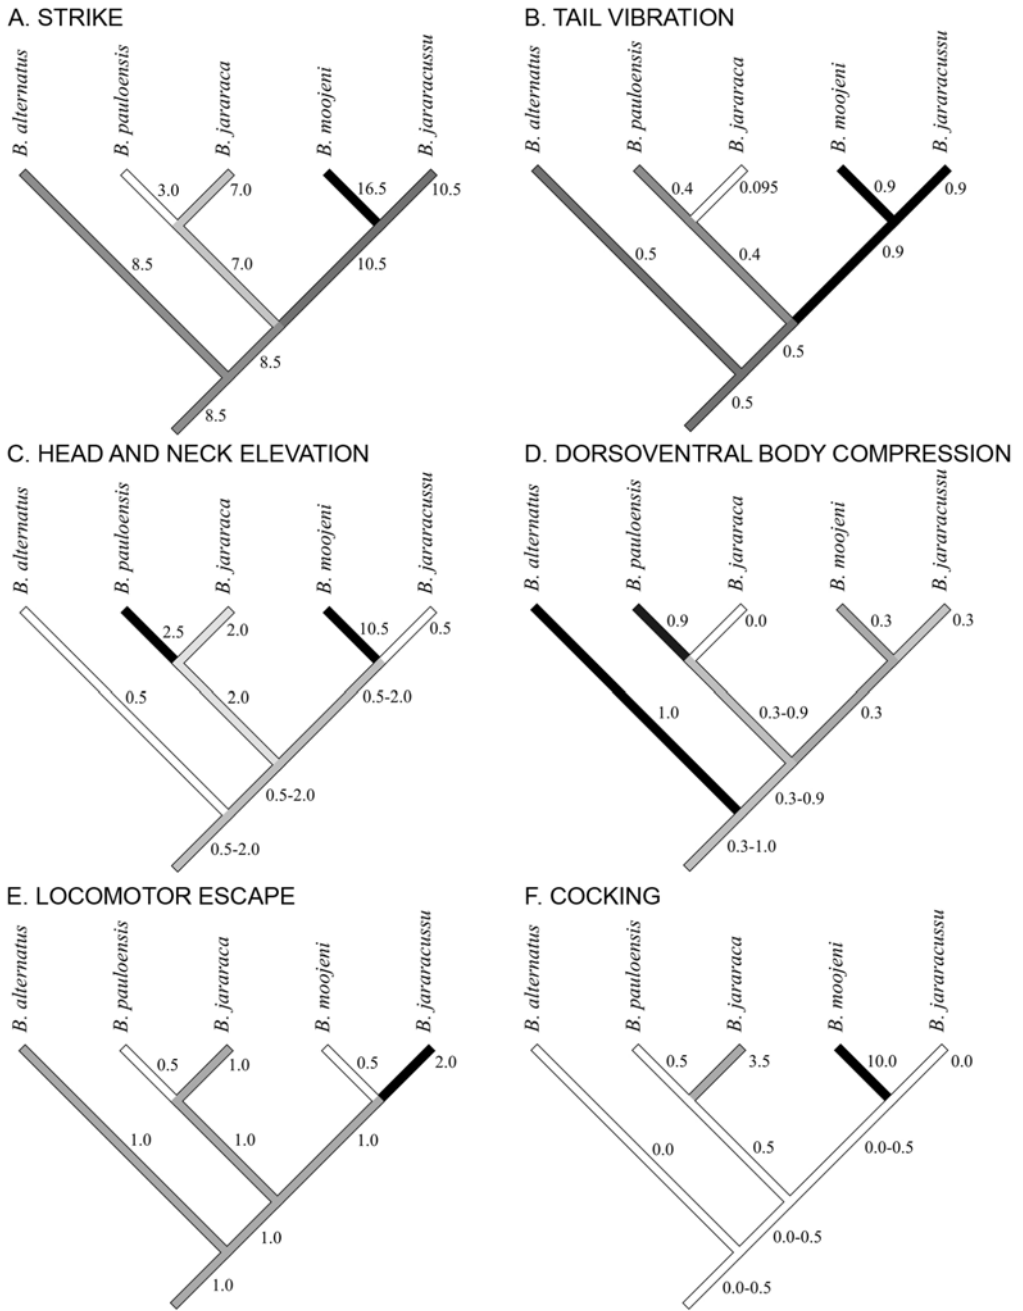 A. STRIKE
B. alternatus
B. pauloensis
B. jararaca
B. moojeni
B. jararacussu
3.0
7.0
16.5
10.5
8.5
7.0
10.5
8.5
8.5
B. TAIL VIBRATION
B. alternatus
B. pauloensis
B. jararaca
B. moojeni
B. jararacussu
0.4
0.095
0.9
0.9
0.5
0.4
0.9
0.5
0.5
C. HEAD AND NECK ELEVATION
B. alternatus
B. pauloensis
B. jararaca
B. moojeni
B. jararacussu
2.5
2.0
10.5
0.5
0.5
2.0
0.5-2.0
0.5-2.0
0.5-2.0
D. DORSOVENTRAL BODY COMPRESSION
B. alternatus
B. pauloensis
B. jararaca
B. moojeni
B. jararacussu
0.9
0.0
0.3
0.3
1.0
0.3-0.9
0.3
0.3-0.9
0.3-1.0
E. LOCOMOTOR ESCAPE
B. alternatus
B. pauloensis
B. jararaca
B. moojeni
B. jararacussu
0.5
1.0
0.5
2.0
1.0
1.0
1.0
1.0
1.0
F. COCKING
B. alternatus
B. pauloensis
B. jararaca
B. moojeni
B. jararacussu
0.5
3.5
10.0
0.0
0.0
0.5
0.0-0.5
0.0-0.5
0.0-0.5